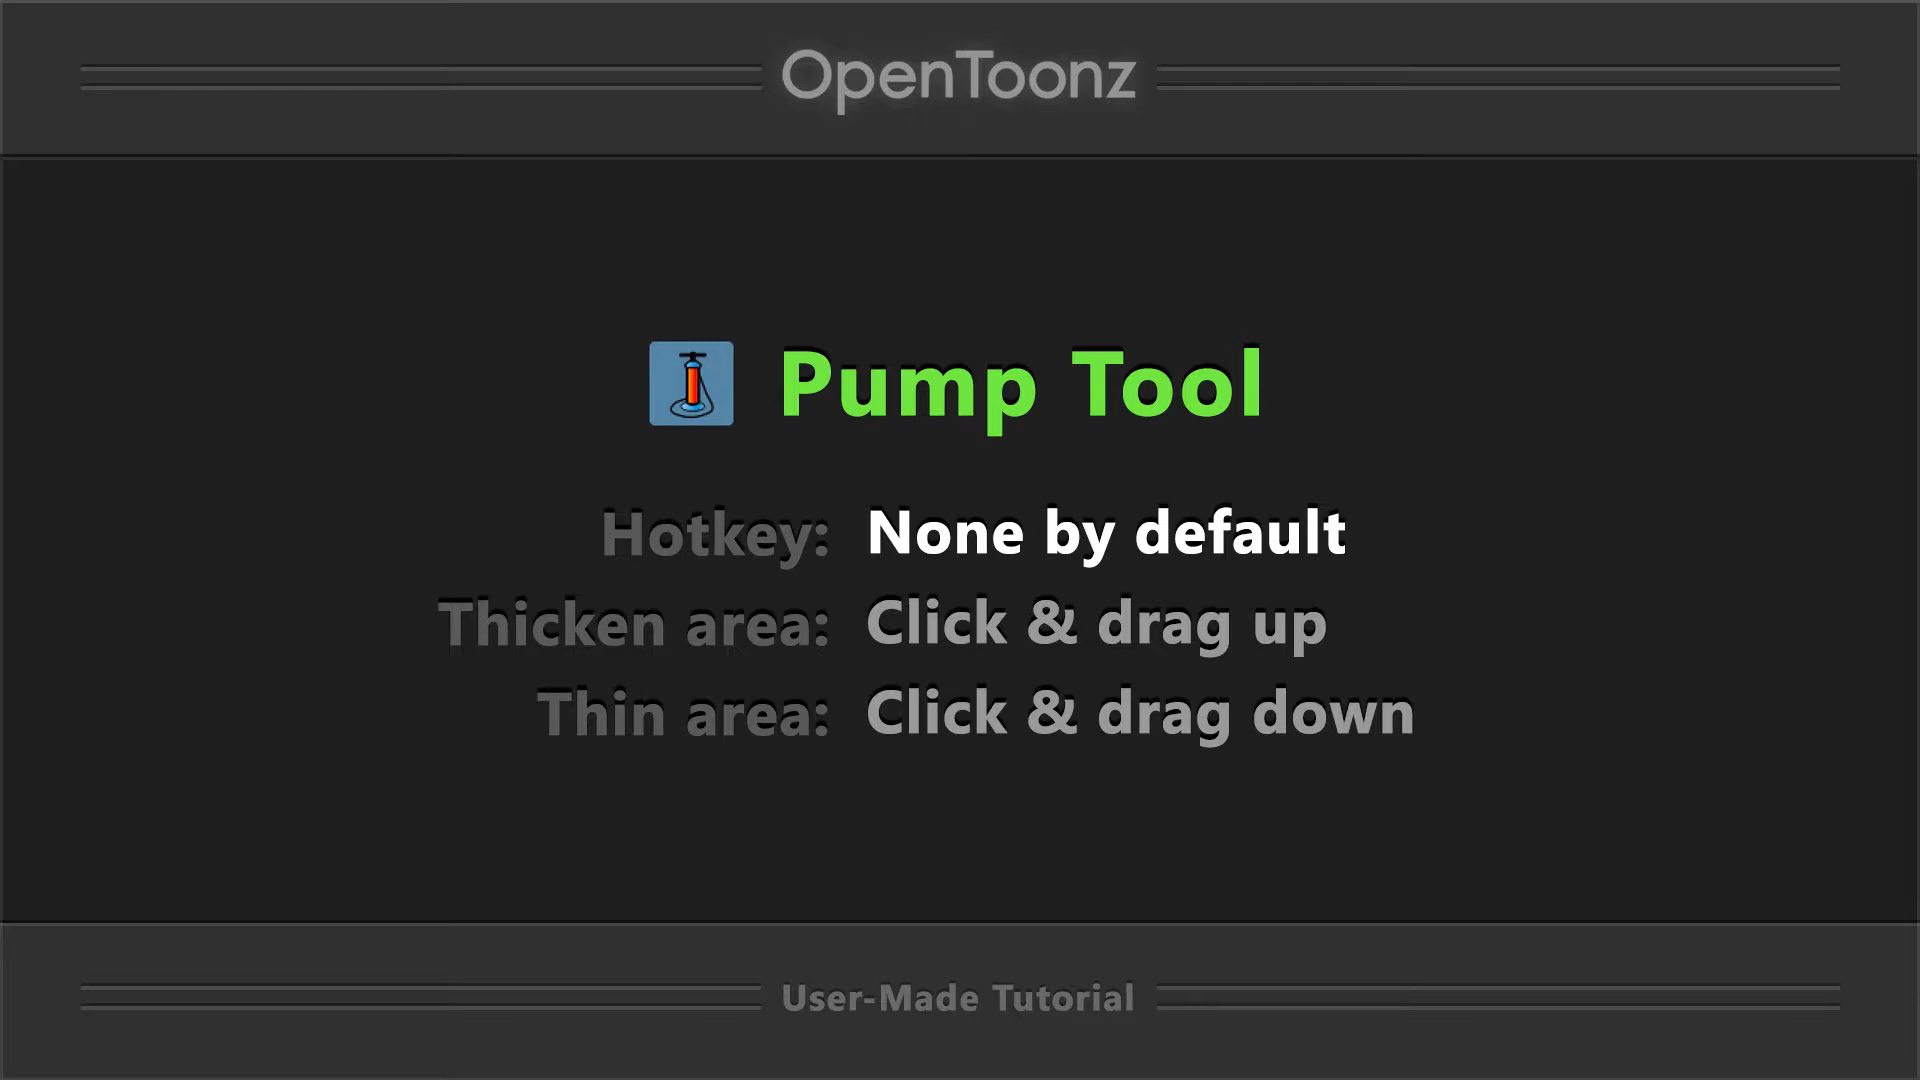 OpenToonz
Pump Tool
Hotkey: None by default
Thicken area: Click & drag up
Thin area: Click & drag down
User-Made Tutorial